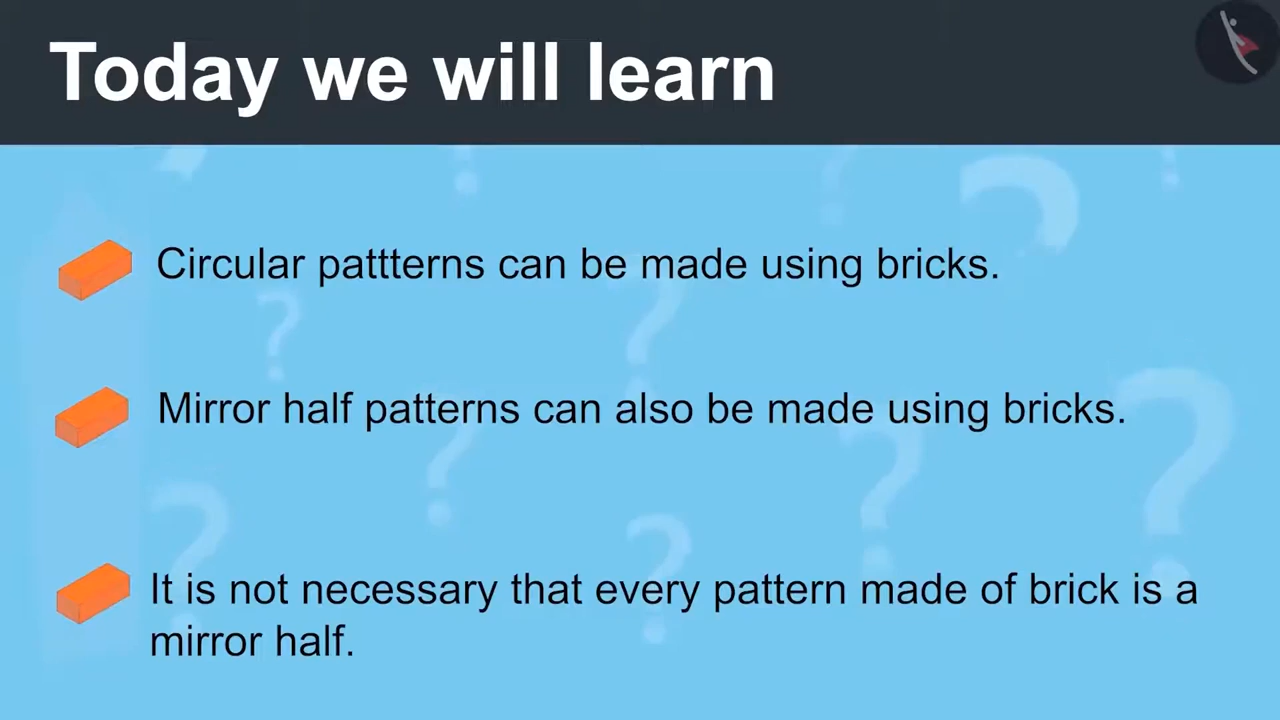 Today we will learn
Circular pattterns can be made using bricks.
Mirror half patterns can also be made using bricks.
It is not necessary that every pattern made of brick is a
mirror half.